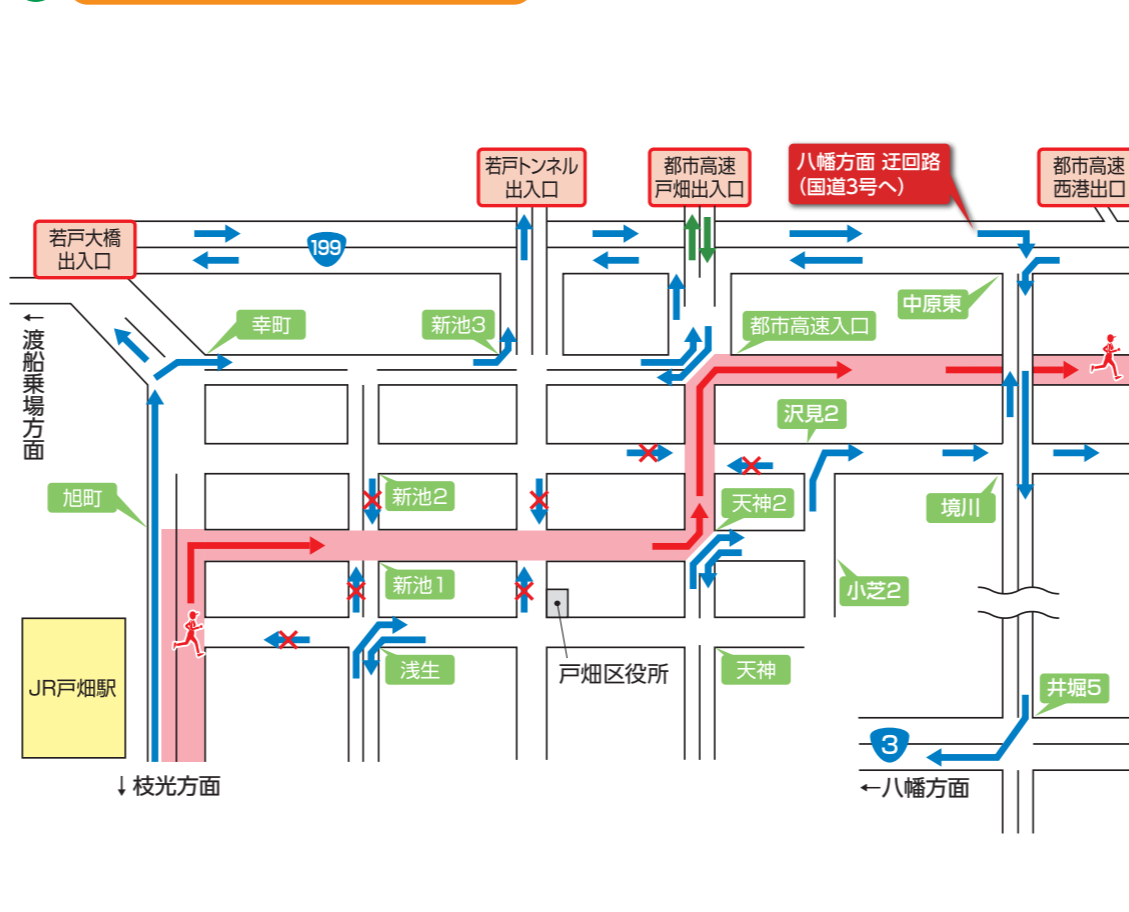 若戸トンネル
出入口
都市高速
戸畑出入口
八幡方面 迂回路
(国道3号へ)
都市高速
西港出口
若戸大橋
出入口
199
中原東
幸町
新池3
都市高速入口
←渡船乗場方面
沢見2
旭町
新池2
天神2
境川
新池1
小芝2
浅生
戸畑区役所
天神
JR戸畑駅
井堀5
3
↓枝光方面
←八幡方面